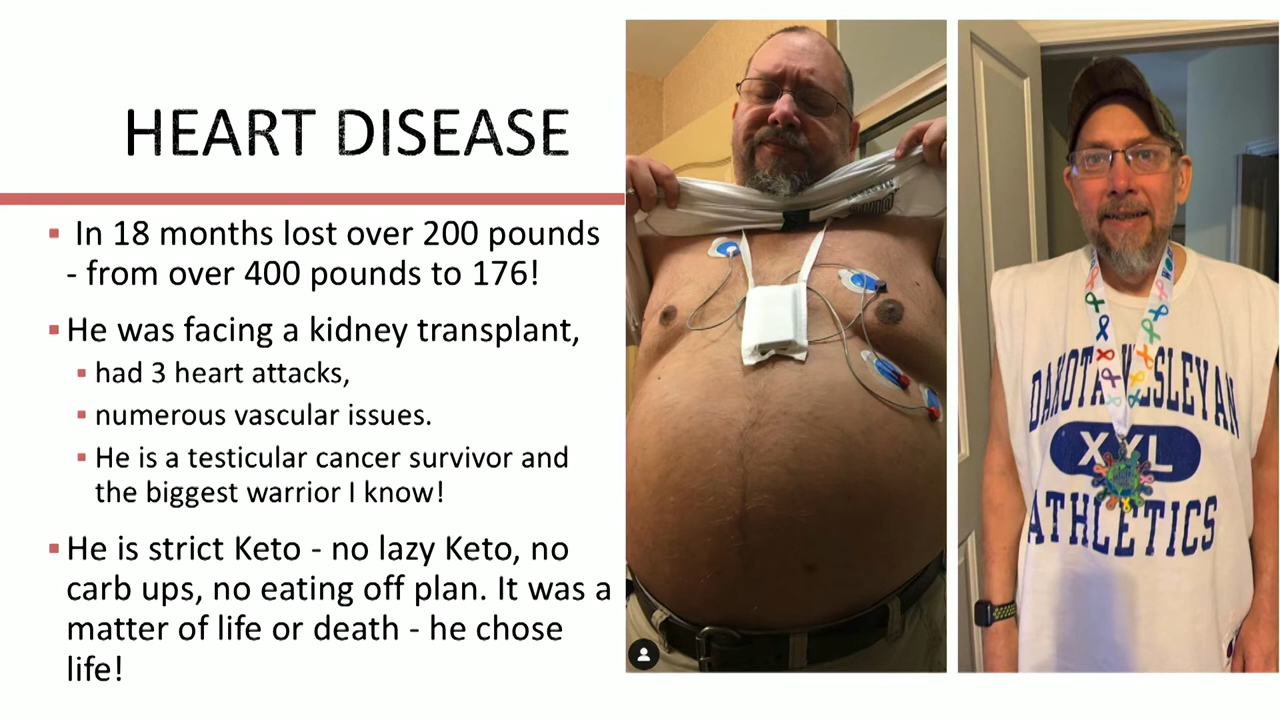 HEART DISEASE
▪ In 18 months lost over 200 pounds
- from over 400 pounds to 176!
▪ He was facing a kidney transplant,
▪ had 3 heart attacks,
▪ numerous vascular issues.
▪ He is a testicular cancer survivor and
the biggest warrior I know!
▪ He is strict Keto - no lazy Keto, no
carb ups, no eating off plan. It was a
matter of life or death - he chose
life!
DAKOTA WESLEYAN
XYL
ATHLETICS